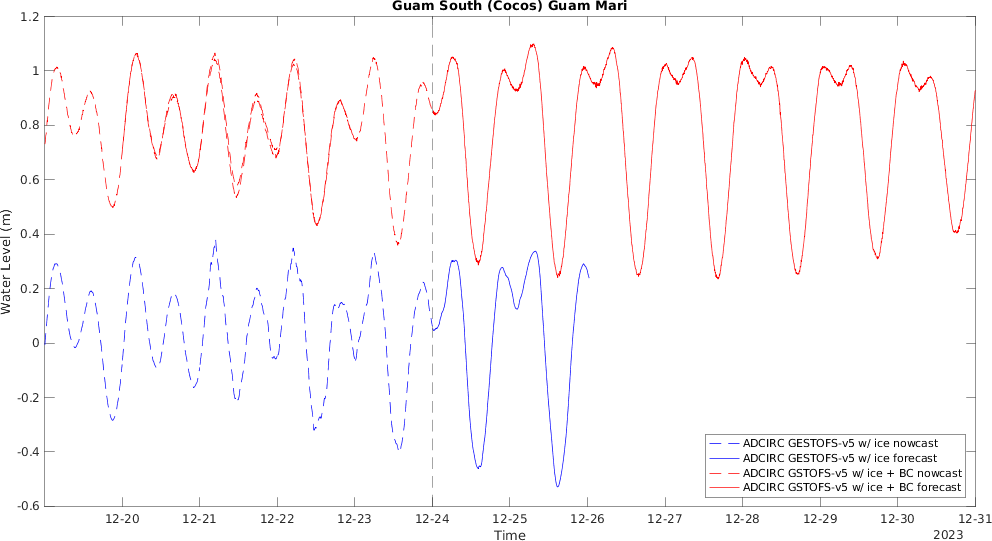 Guam South (Cocos) Guam Mari
1.2
1
0.8
0.6
0.4
0.2
0
-0.2
-0.4
-0.6
Water Level (m)
12-20 12-21 12-22 12-23 12-24 12-25 12-26 12-27 12-28 12-29 12-30 12-31
Time
2023
ADCIRC GESTOFS-v5 w/ ice nowcast
ADCIRC GESTOFS-v5 w/ ice forecast
ADCIRC GSTOFS-v5 w/ ice + BC nowcast
ADCIRC GSTOFS-v5 w/ ice + BC forecast